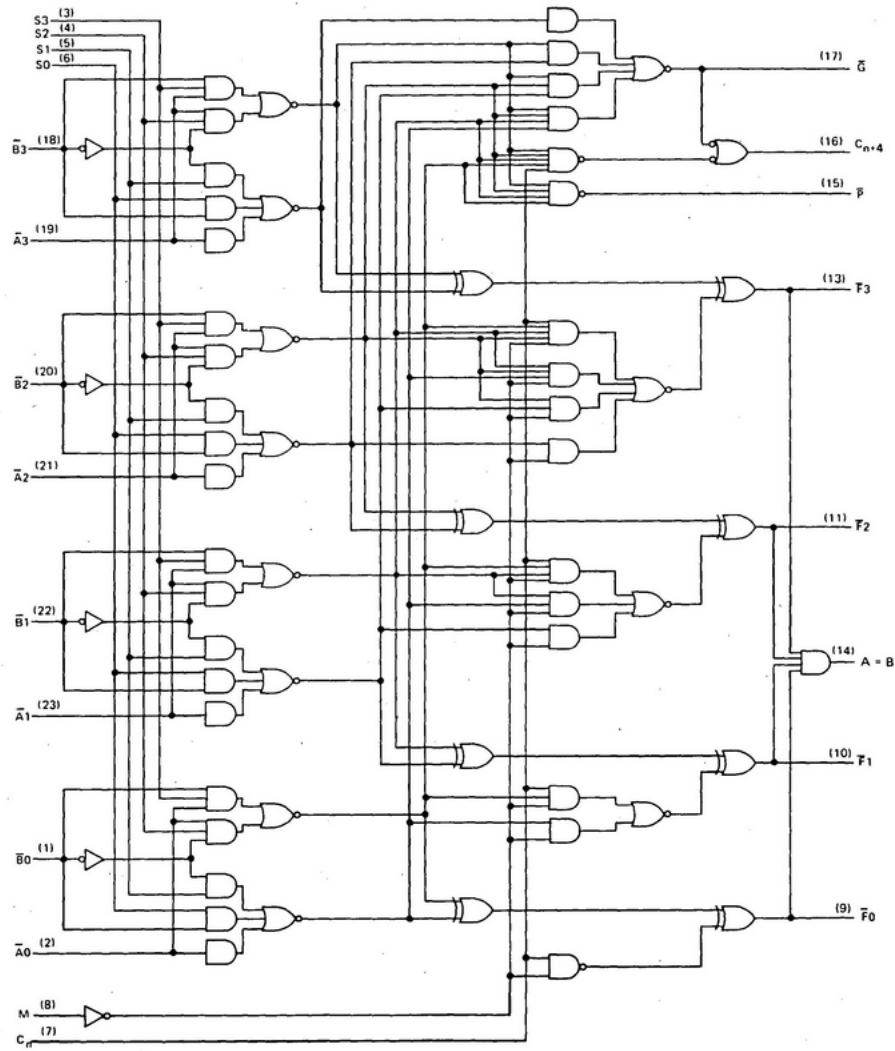 S3 (3)
S2 (4)
S1 (5)
S0 (6)
(17) G̅
B̅3 (18)
(16) Cn+4
(15) P̅
A̅3 (19)
(13) F̅3
B̅2 (20)
A̅2 (21)
(11) F̅2
B̅1 (22)
(14) A = B
A̅1 (23)
(10) F̅1
B̅0 (1)
(9) F̅0
A̅0 (2)
M (8)
Cn (7)